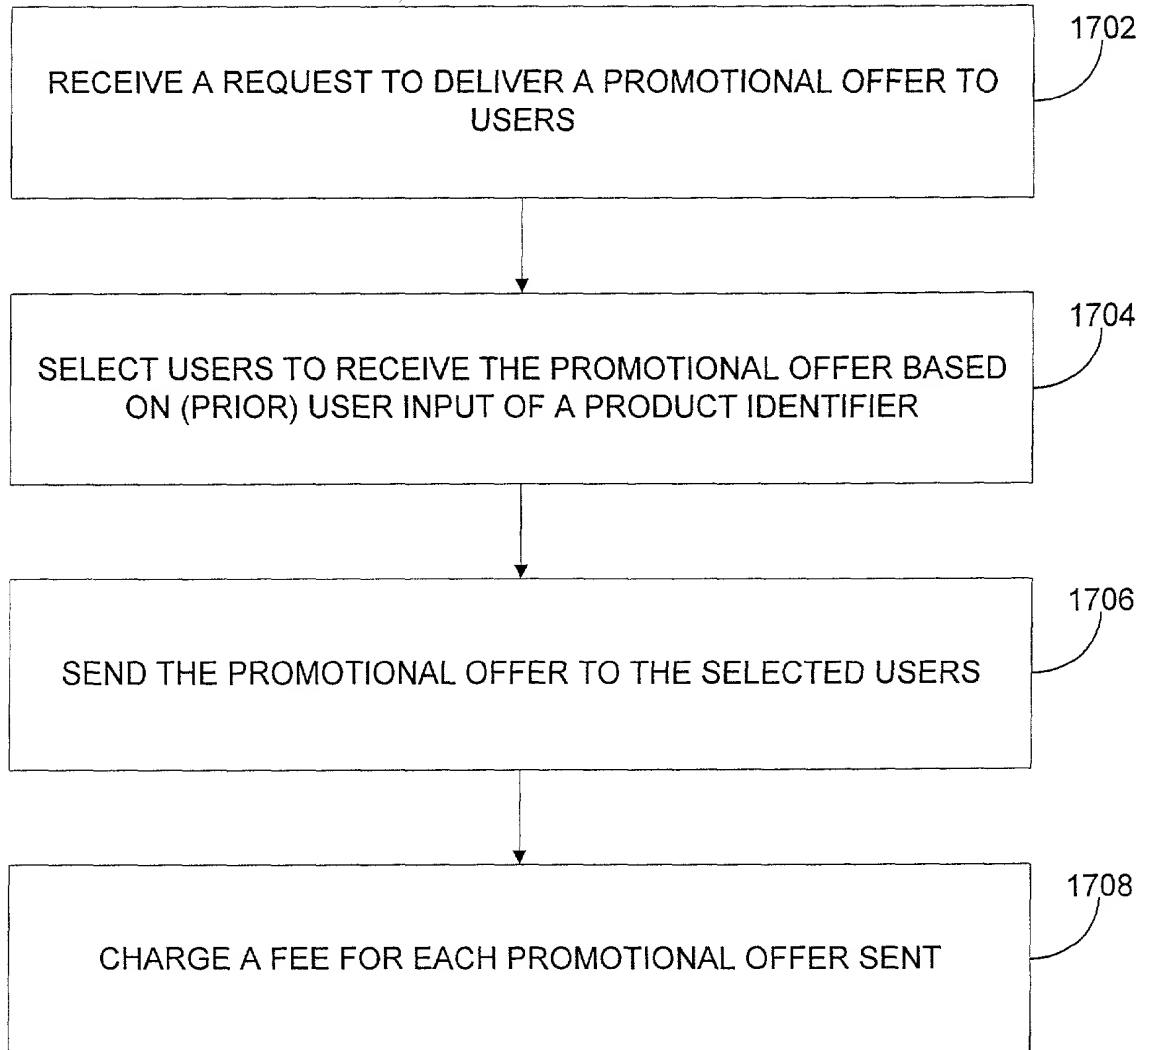 1702
RECEIVE A REQUEST TO DELIVER A PROMOTIONAL OFFER TO
USERS
1704
SELECT USERS TO RECEIVE THE PROMOTIONAL OFFER BASED
ON (PRIOR) USER INPUT OF A PRODUCT IDENTIFIER
1706
SEND THE PROMOTIONAL OFFER TO THE SELECTED USERS
1708
CHARGE A FEE FOR EACH PROMOTIONAL OFFER SENT